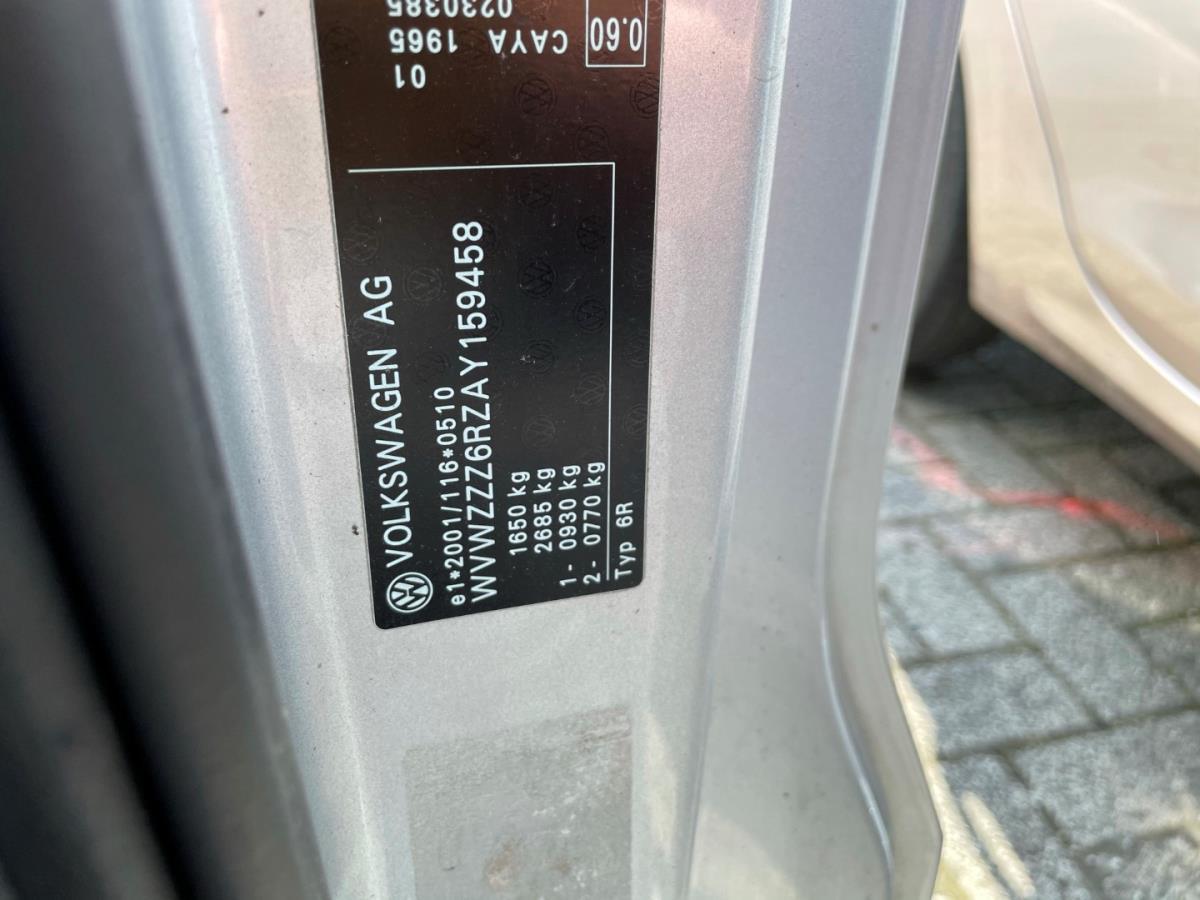 VOLKSWAGEN AG
e1*2001/116*0510
WVWZZZ6RZAY159458
1650 kg
2685 kg
1- 0930 kg
2- 0770 kg
Typ 6R
01
CAYA 1965
0230385
0.60